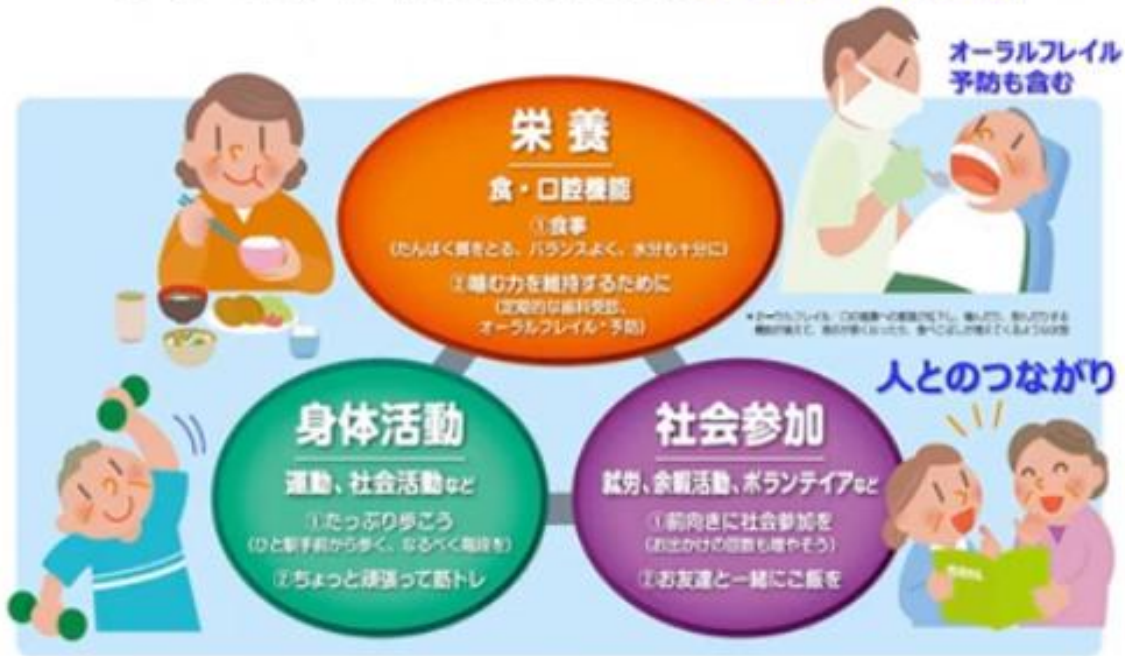 オーラルフレイル
予防も含む
栄養
食・口腔機能
①食事
(たんぱく質をとる、バランスよく、水分も十分に)
②噛む力を維持するために
(定期的な歯科受診、
オーラルフレイル・予防)
人とのつながり
身体活動
運動、社会活動など
①たっぷり歩こう
(ひと駅手前から歩く、なるべく階段を)
②ちょっと頑張って筋トレ
社会参加
就労、余暇活動、ボランテイアなど
①前向きに社会参加を
(お出かけの回数も増やそう)
②お友達と一緒にご飯を